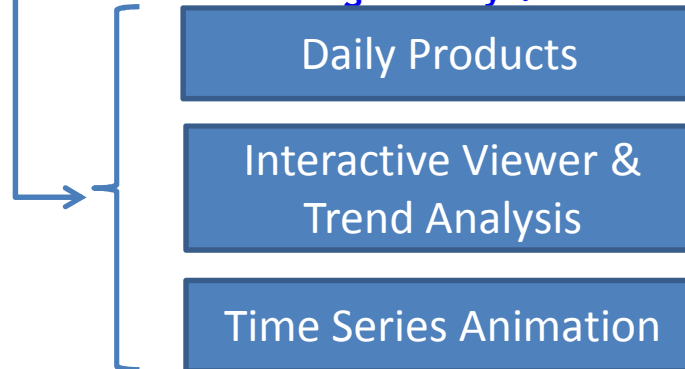 Daily Products
Interactive Viewer &
Trend Analysis
Time Series Animation